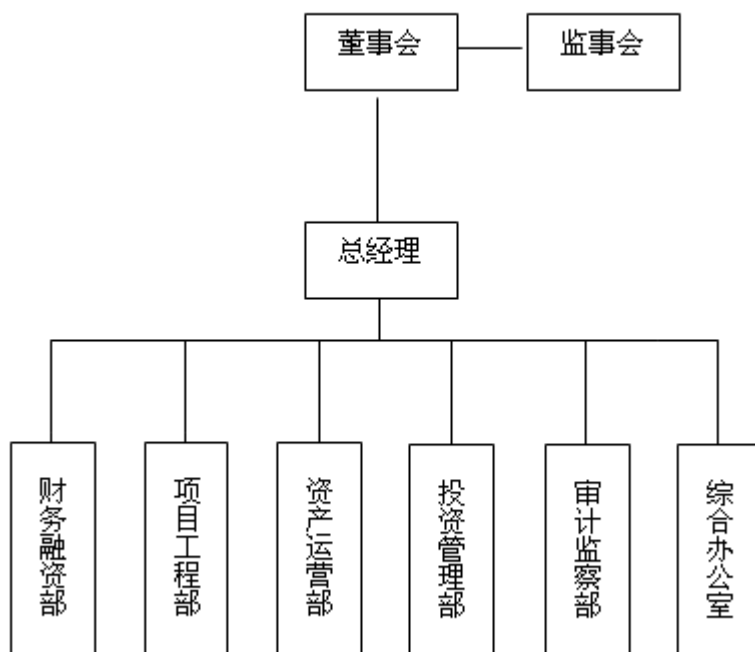 董事会
监事会
总经理
财务融资部
项目工程部
资产运营部
投资管理部
审计监察部
综合办公室